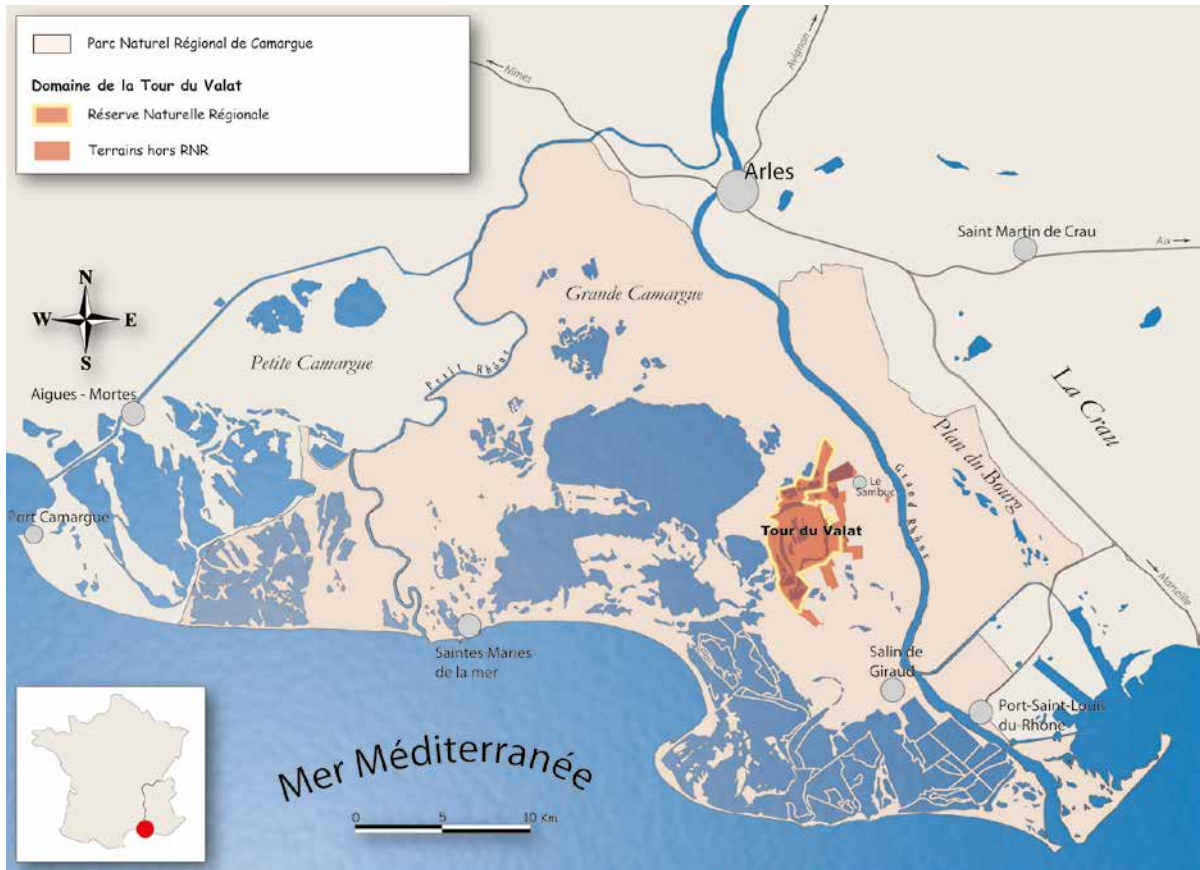 Parc Naturel Régional de Camargue
Domaine de la Tour du Valat
Réserve Naturelle Régionale
Terrains hors RNR
Nîmes
Avignon
Arles
Saint Martin de Crau
Aix
N
W E
S
Grande Camargue
Petite Camargue
Petit Rhône
Aigues - Mortes
La Crau
Plan du Bourg
Grand Rhône
Le
Sambuc
Port Camargue
Tour du Valat
Marseille
Saintes Maries
de la mer
Salin de
Giraud
Port-Saint-Louis
du-Rhône
Mer Méditerranée
0 5 10 Km